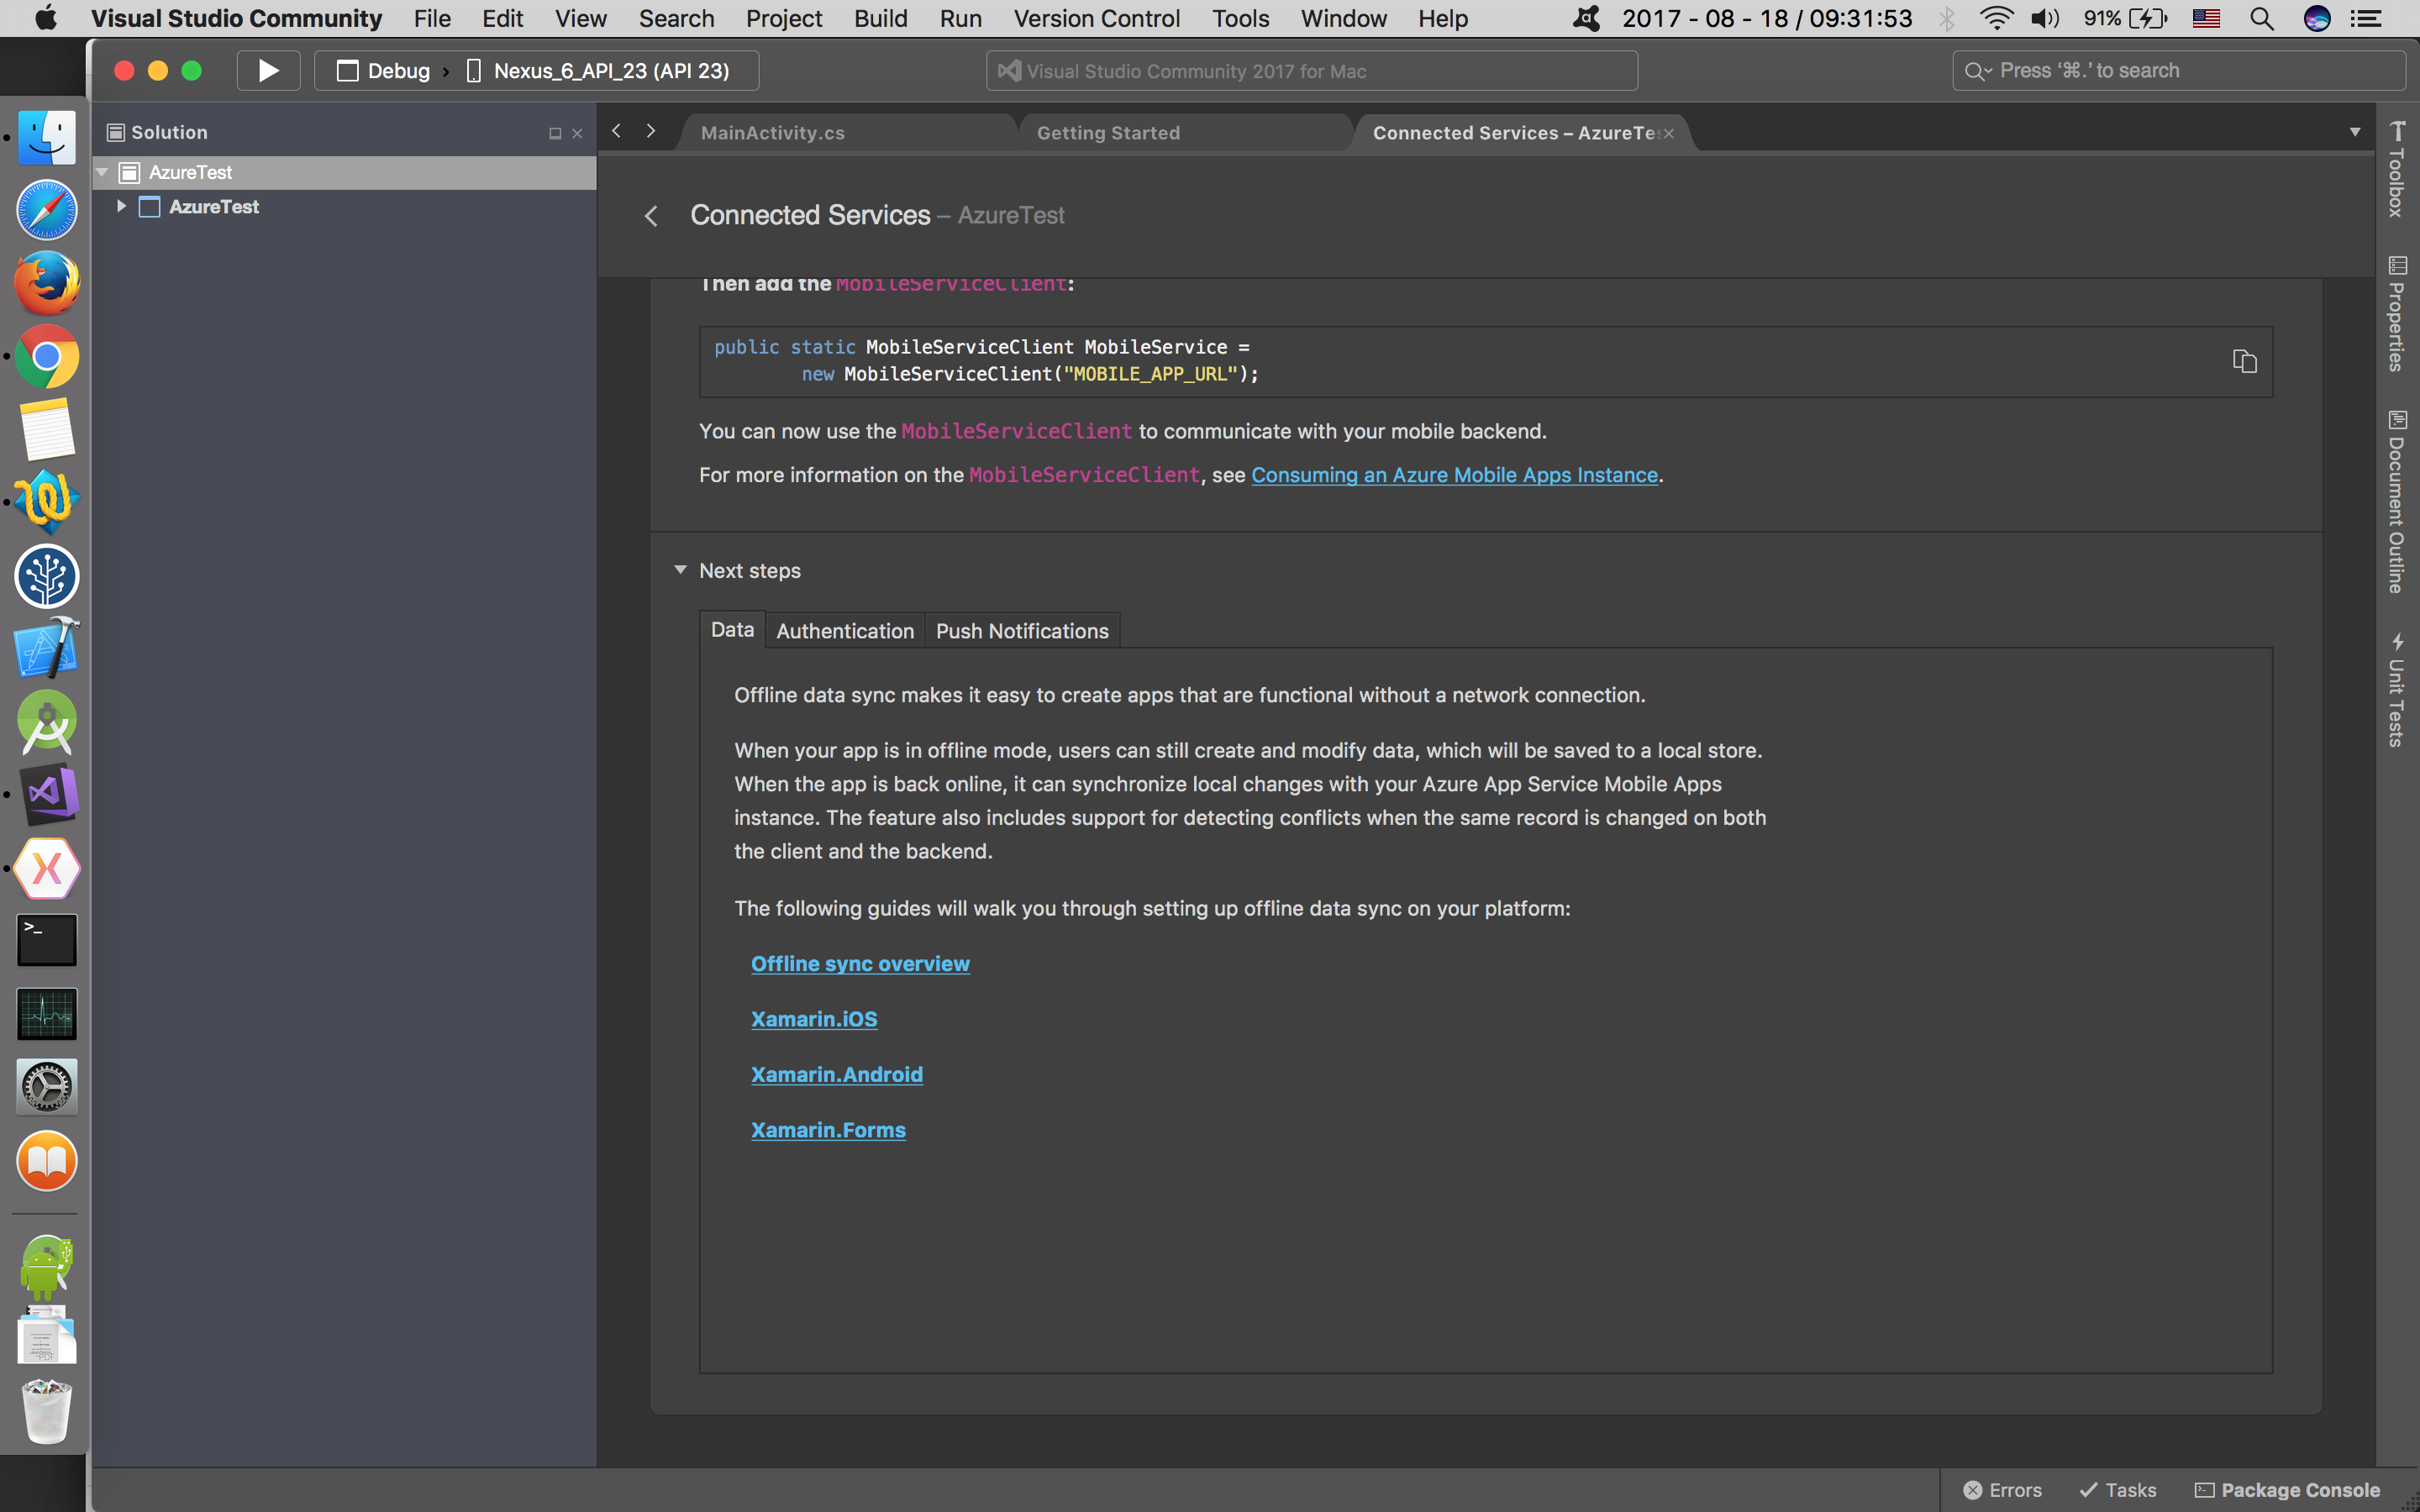 Visual Studio Community File Edit View Search Project Build Run Version Control Tools Window Help 2017 - 08 - 18 / 09:31:53 91%
Debug › Nexus_6_API_23 (API 23) Visual Studio Community 2017 for Mac Press ‘⌘.’ to search
Solution
AzureTest
AzureTest
MainActivity.cs Getting Started Connected Services – AzureTe
Connected Services – AzureTest
Then add the MobileServiceClient:
public static MobileServiceClient MobileService =
new MobileServiceClient("MOBILE_APP_URL");
You can now use the MobileServiceClient to communicate with your mobile backend.
For more information on the MobileServiceClient, see Consuming an Azure Mobile Apps Instance.
Next steps
Data Authentication Push Notifications
Offline data sync makes it easy to create apps that are functional without a network connection.
When your app is in offline mode, users can still create and modify data, which will be saved to a local store.
When the app is back online, it can synchronize local changes with your Azure App Service Mobile Apps
instance. The feature also includes support for detecting conflicts when the same record is changed on both
the client and the backend.
The following guides will walk you through setting up offline data sync on your platform:
Offline sync overview
Xamarin.iOS
Xamarin.Android
Xamarin.Forms
Toolbox
Properties
Document Outline
Unit Tests
Errors Tasks Package Console